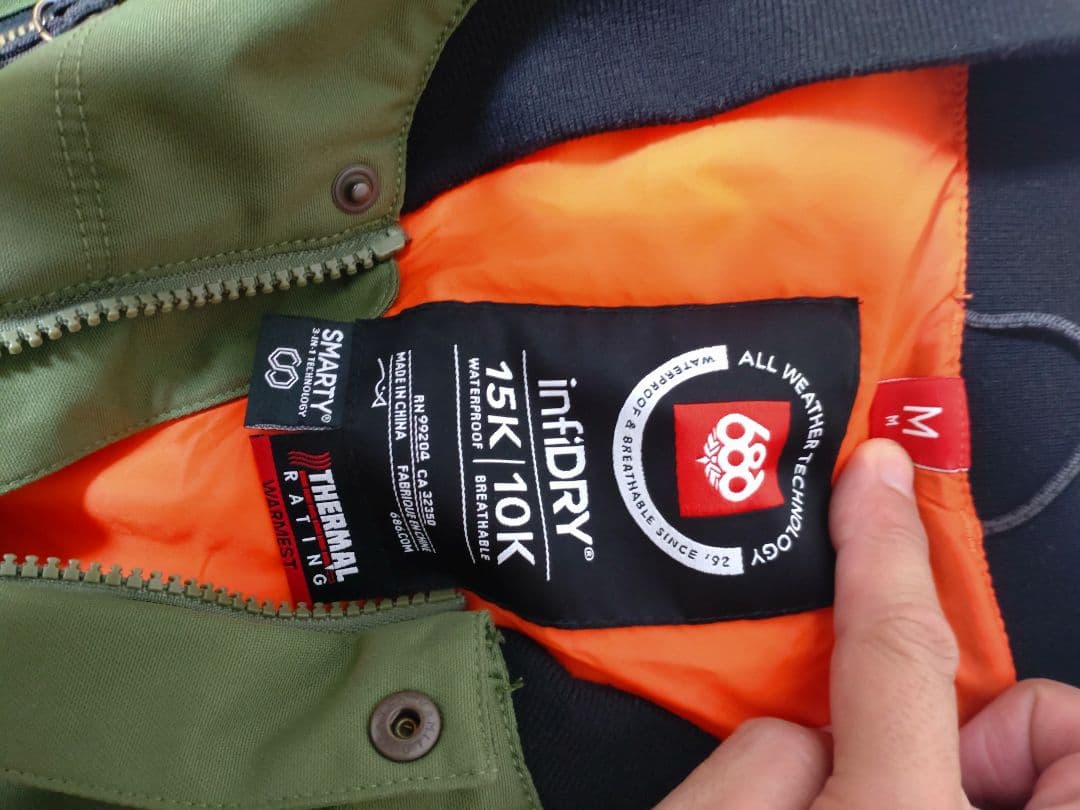 ALL WEATHER TECHNOLOGY
686
WATERPROOF & BREATHABLE SINCE '92
M
M
infiDRY®
15K | 10K
WATERPROOF BREATHABLE
RN 99204 CA 32350
MADE IN CHINA FABRIQUE EN CHINE
686.COM
SMARTY®
3-IN-1 TECHNOLOGY
THERMAL
RATING
WARMEST